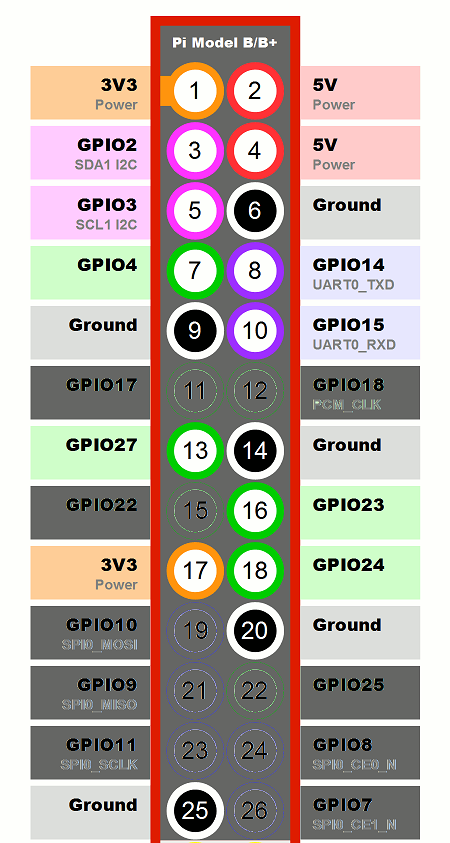 Pi Model B/B+
3V3 1 2 5V
Power Power
GPIO2 3 4 5V
SDA1 I2C Power
GPIO3 5 6 Ground
SCL1 I2C
GPIO4 7 8 GPIO14
UART0_TXD
Ground 9 10 GPIO15
UART0_RXD
GPIO17 11 12 GPIO18
PCM_CLK
GPIO27 13 14 Ground
GPIO22 15 16 GPIO23
3V3 17 18 GPIO24
Power
GPIO10 19 20 Ground
SPI0_MOSI
GPIO9 21 22 GPIO25
SPI0_MISO
GPIO11 23 24 GPIO8
SPI0_SCLK SPI0_CE0_N
Ground 25 26 GPIO7
SPI0_CE1_N